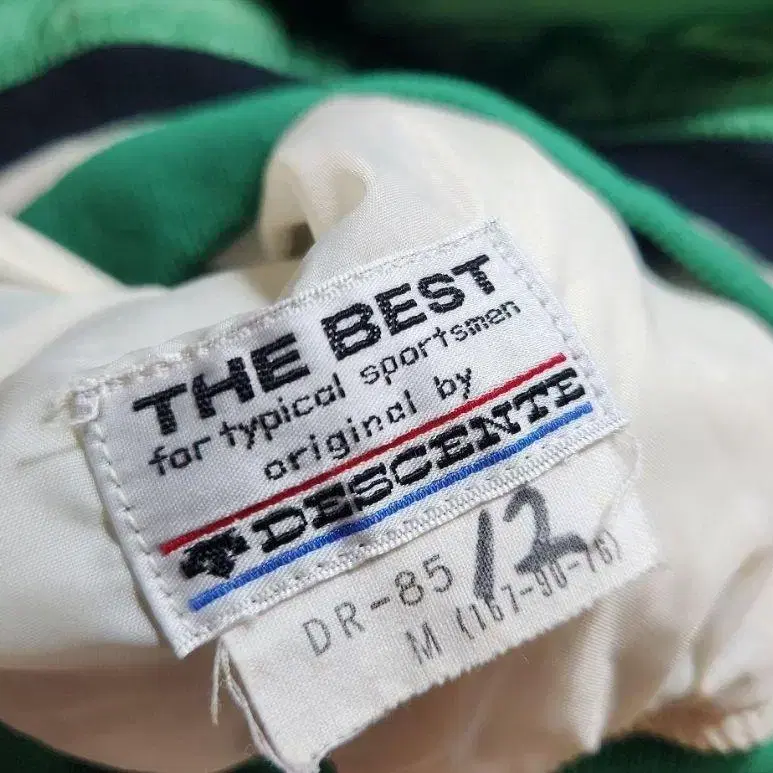 THE BEST
for typical sportsmen
original by
DESCENTE
DR-85
12
M (167-90-76)